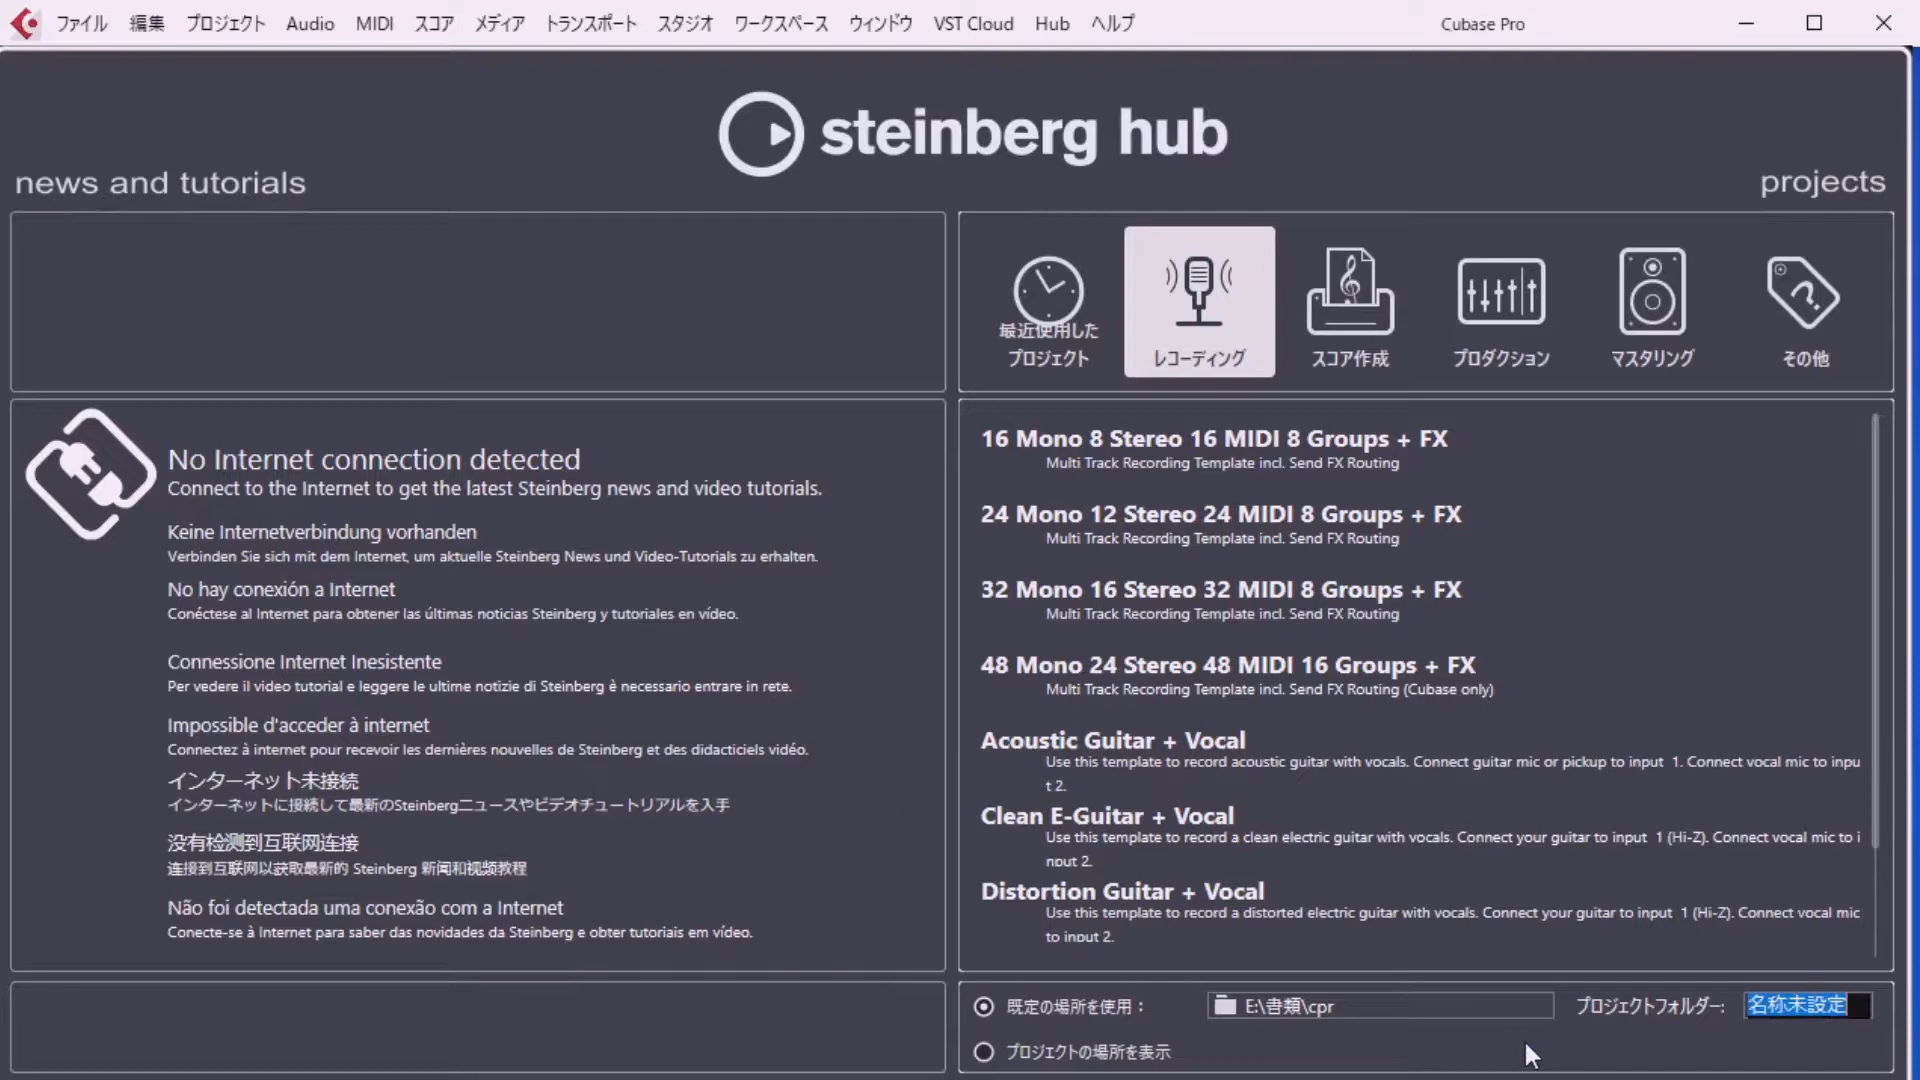 ファイル 編集 プロジェクト Audio MIDI スコア メディア トランスポート スタジオ ワークスペース ウィンドウ VST Cloud Hub ヘルプ Cubase Pro
steinberg hub
news and tutorials
projects
最近使用した
プロジェクト
レコーディング
スコア作成
プロダクション
マスタリング
その他
No Internet connection detected
Connect to the Internet to get the latest Steinberg news and video tutorials.
Keine Internetverbindung vorhanden
Verbinden Sie sich mit dem Internet, um aktuelle Steinberg News und Video-Tutorials zu erhalten.
No hay conexión a Internet
Conéctese al Internet para obtener las últimas noticias Steinberg y tutoriales en vídeo.
Connessione Internet Inesistente
Per vedere il video tutorial e leggere le ultime notizie di Steinberg è necessario entrare in rete.
Impossible d'acceder à internet
Connectez à internet pour recevoir les dernières nouvelles de Steinberg et des didacticiels vidéo.
インターネット未接続
インターネットに接続して最新のSteinbergニュースやビデオチュートリアルを入手
没有检测到互联网连接
连接到互联网以获取最新的 Steinberg 新闻和视频教程
Não foi detectada uma conexão com a Internet
Conecte-se à Internet para saber das novidades da Steinberg e obter tutoriais em vídeo.
16 Mono 8 Stereo 16 MIDI 8 Groups + FX
Multi Track Recording Template incl. Send FX Routing
24 Mono 12 Stereo 24 MIDI 8 Groups + FX
Multi Track Recording Template incl. Send FX Routing
32 Mono 16 Stereo 32 MIDI 8 Groups + FX
Multi Track Recording Template incl. Send FX Routing
48 Mono 24 Stereo 48 MIDI 16 Groups + FX
Multi Track Recording Template incl. Send FX Routing (Cubase only)
Acoustic Guitar + Vocal
Use this template to record acoustic guitar with vocals. Connect guitar mic or pickup to input 1. Connect vocal mic to inpu
t 2.
Clean E-Guitar + Vocal
Use this template to record a clean electric guitar with vocals. Connect your guitar to input 1 (Hi-Z). Connect vocal mic to i
nput 2.
Distortion Guitar + Vocal
Use this template to record a distorted electric guitar with vocals. Connect your guitar to input 1 (Hi-Z). Connect vocal mic
to input 2.
既定の場所を使用：
E:\書類\cpr
プロジェクトフォルダー:
名称未設定
プロジェクトの場所を表示